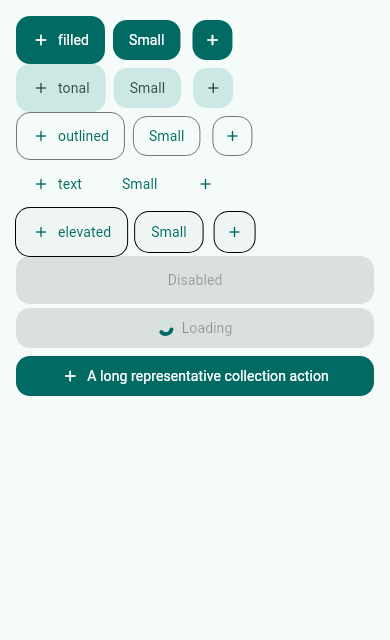 filled Small
tonal Small
outlined Small
text Small
elevated Small
Disabled
Loading
A long representative collection action